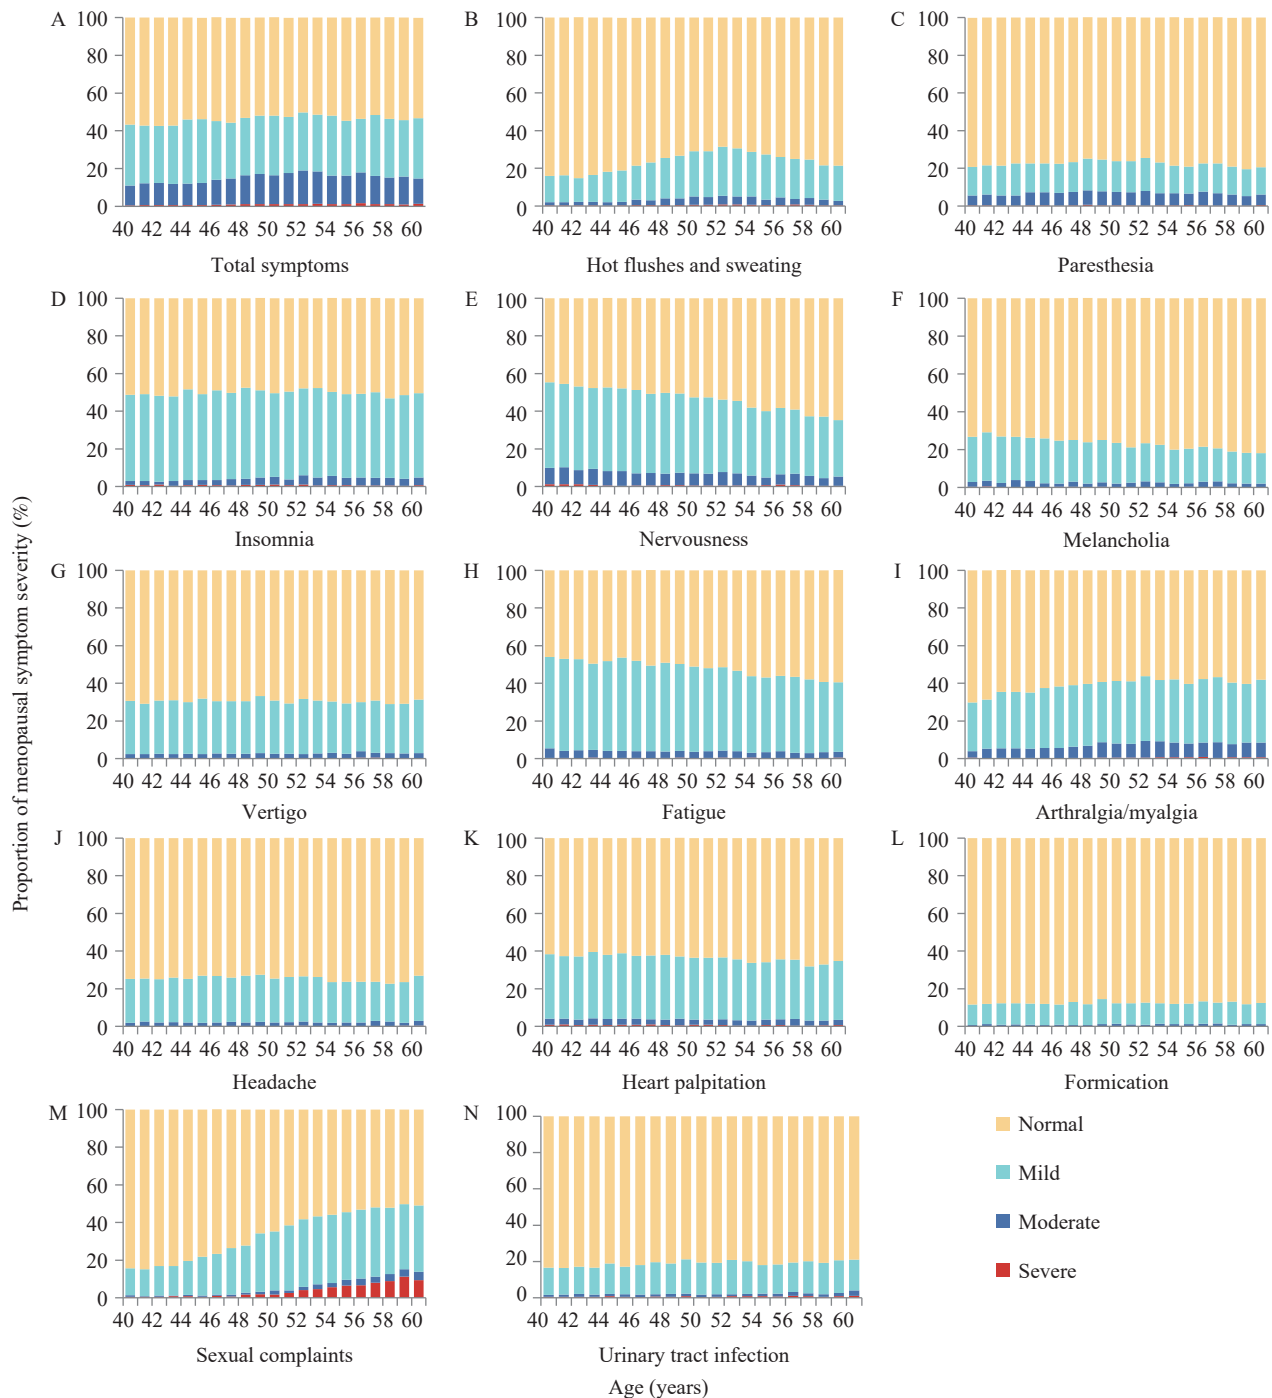 Proportion of menopausal symptom severity (%)
A
100
80
60
40
20
0
40 42 44 46 48 50 52 54 56 58 60
Total symptoms
B
100
80
60
40
20
0
40 42 44 46 48 50 52 54 56 58 60
Hot flushes and sweating
C
100
80
60
40
20
0
40 42 44 46 48 50 52 54 56 58 60
Paresthesia
D
100
80
60
40
20
0
40 42 44 46 48 50 52 54 56 58 60
Insomnia
E
100
80
60
40
20
0
40 42 44 46 48 50 52 54 56 58 60
Nervousness
F
100
80
60
40
20
0
40 42 44 46 48 50 52 54 56 58 60
Melancholia
G
100
80
60
40
20
0
40 42 44 46 48 50 52 54 56 58 60
Vertigo
H
100
80
60
40
20
0
40 42 44 46 48 50 52 54 56 58 60
Fatigue
I
100
80
60
40
20
0
40 42 44 46 48 50 52 54 56 58 60
Arthralgia/myalgia
J
100
80
60
40
20
0
40 42 44 46 48 50 52 54 56 58 60
Headache
K
100
80
60
40
20
0
40 42 44 46 48 50 52 54 56 58 60
Heart palpitation
L
100
80
60
40
20
0
40 42 44 46 48 50 52 54 56 58 60
Formication
M
100
80
60
40
20
0
40 42 44 46 48 50 52 54 56 58 60
Sexual complaints
N
100
80
60
40
20
0
40 42 44 46 48 50 52 54 56 58 60
Urinary tract infection
Normal
Mild
Moderate
Severe
Age (years)